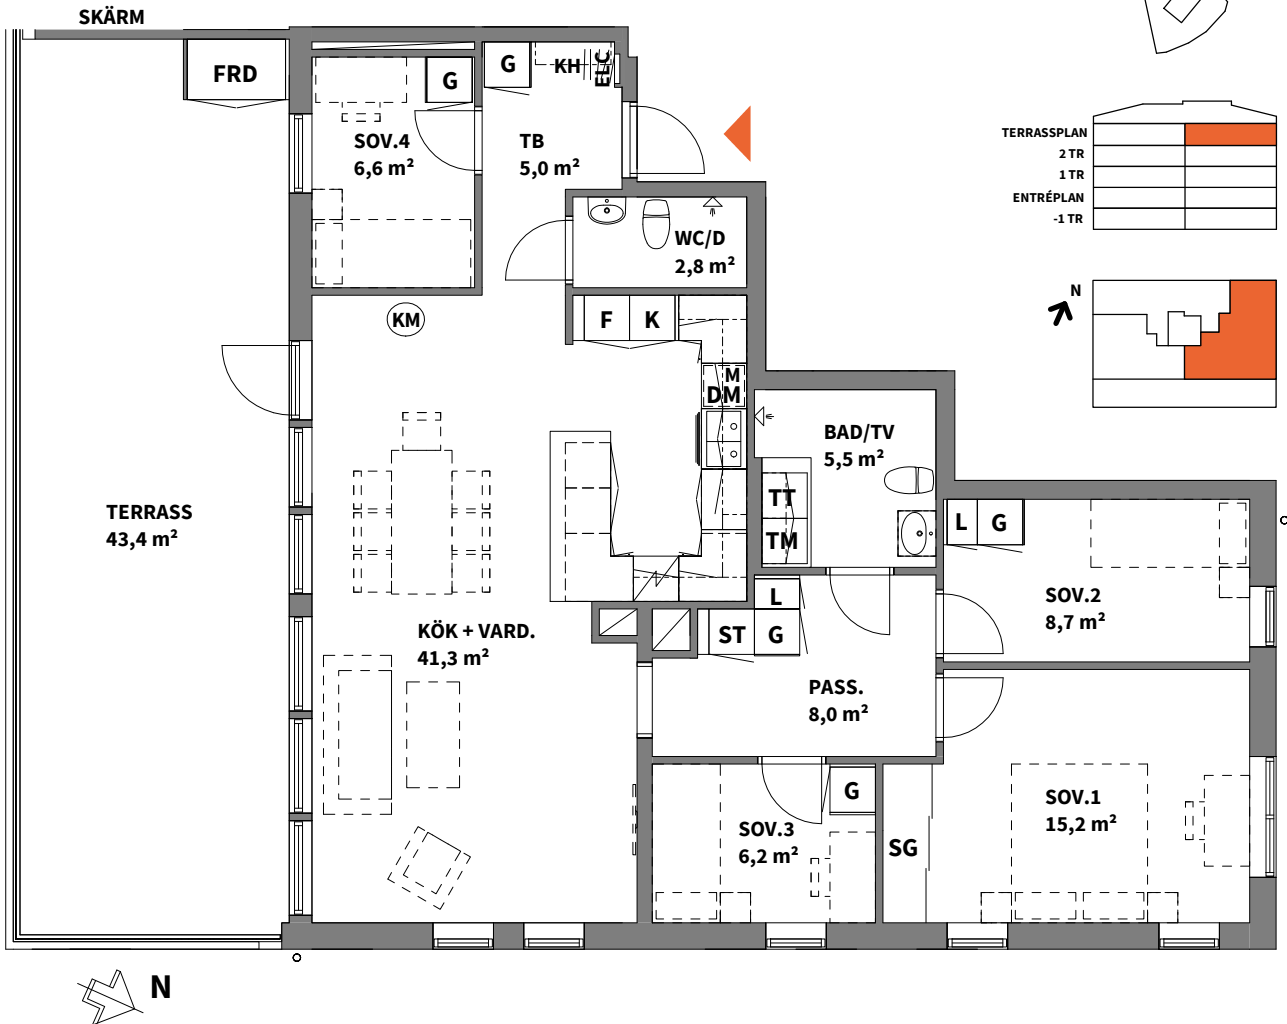 SKÄRM
FRD
G
G
KH
ELC
SOV.4
6,6 m²
TB
5,0 m²
TERRASSPLAN
2 TR
1 TR
ENTRÉPLAN
-1 TR
WC/D
2,8 m²
N
KM
F
K
M
DM
BAD/TV
5,5 m²
TT
TM
L
G
TERRASS
43,4 m²
SOV.2
8,7 m²
L
ST
G
KÖK + VARD.
41,3 m²
PASS.
8,0 m²
G
SOV.1
15,2 m²
SOV.3
6,2 m²
SG
N